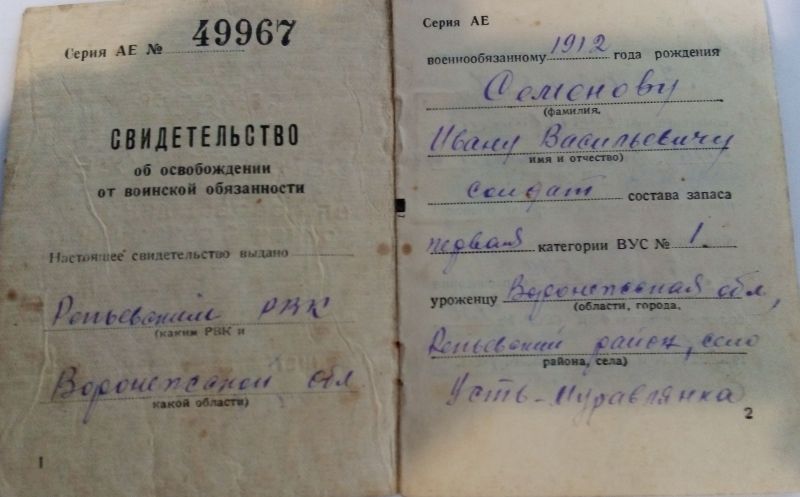 Серия АЕ № 49967
СВИДЕТЕЛЬСТВО
об освобождении
от воинской обязанности
Настоящее свидетельство выдано
Репьевским РВК
(каким РВК и
Воронежской обл
какой области)
1
Серия АЕ
военнообязанному 1912 года рождения
Семенову
(фамилия,
Ивану Васильевичу
имя и отчество)
солдат состава запаса
первая категории ВУС № 1.
уроженцу Воронежская обл,
(области, города,
Репьевский район, село
района, села)
Усть-Муравлянка
2